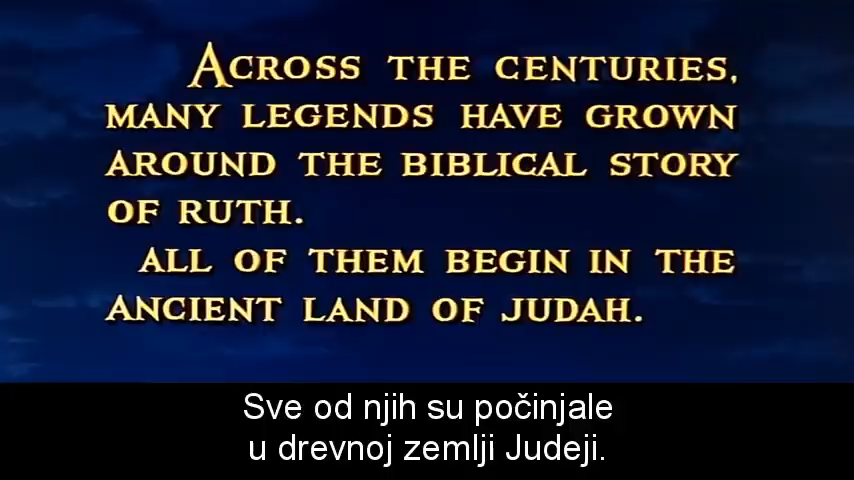 ACROSS THE CENTURIES,
MANY LEGENDS HAVE GROWN
AROUND THE BIBLICAL STORY
OF RUTH.
ALL OF THEM BEGIN IN THE
ANCIENT LAND OF JUDAH.
Sve od njih su počinjale
u drevnoj zemlji Judeji.